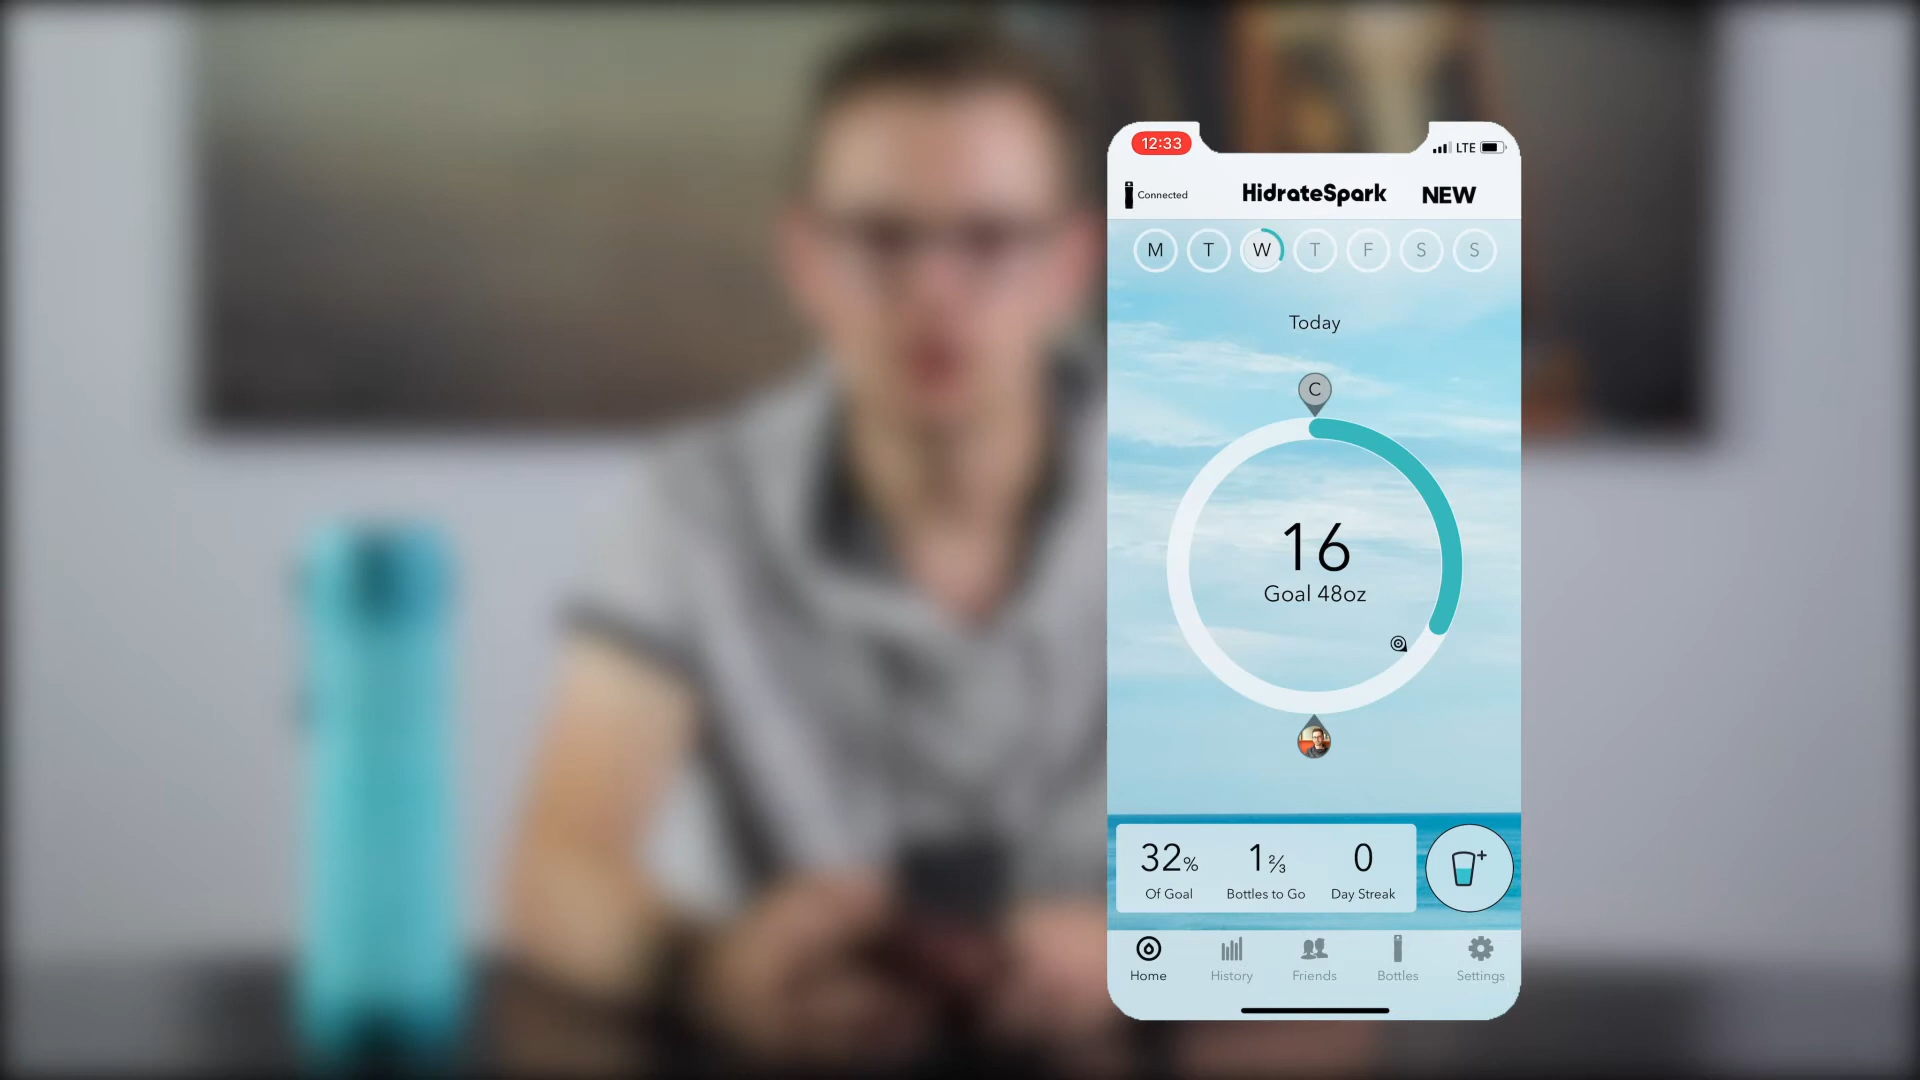 12:33
LTE
Connected
HidrateSpark
NEW
M T W T F S S
Today
C
16
Goal 48oz
32% 1⅔ 0
Of Goal Bottles to Go Day Streak
Home History Friends Bottles Settings